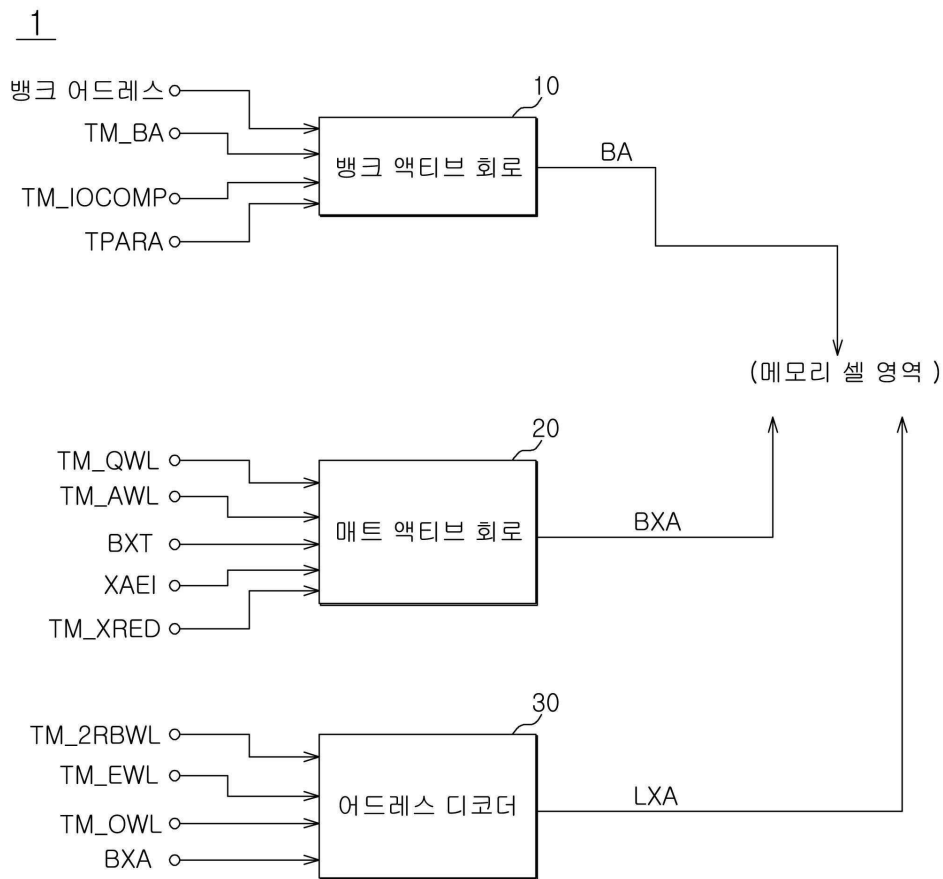 1
뱅크 어드레스
TM_BA
TM_IOCOMP
TPARA
10
뱅크 액티브 회로
BA
(메모리 셀 영역 )
TM_QWL
TM_AWL
BXT
XAEI
TM_XRED
20
매트 액티브 회로
BXA
TM_2RBWL
TM_EWL
TM_OWL
BXA
30
어드레스 디코더
LXA